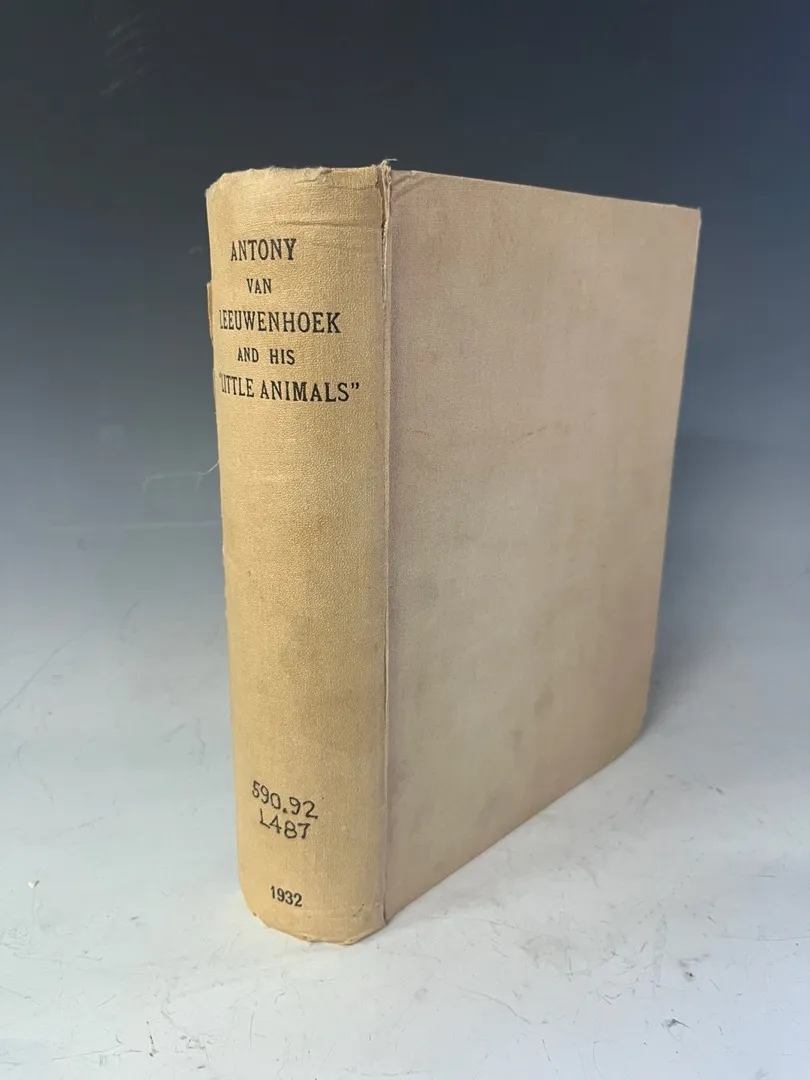 ANTONY
VAN
LEEUWENHOEK
AND HIS
"LITTLE ANIMALS"
590.92
L487
1932